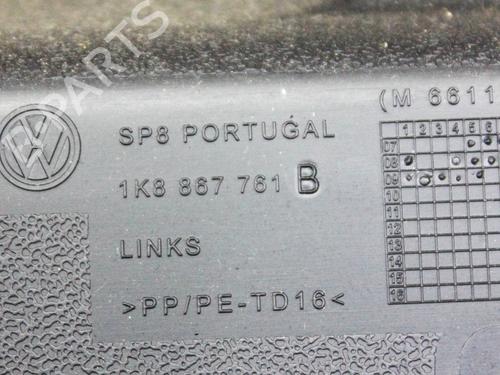 PARTS
SP8 PORTUGAL
(M 6611
1K8 867 761 B
LINKS
>PP/PE-TD16<
1 2 3 4 5 6
07
08
09
10
11
12
13
14
15
16